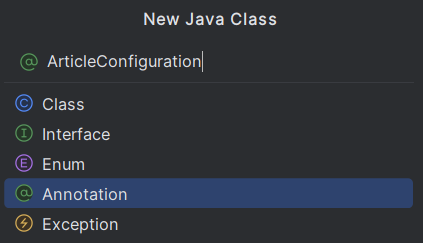 New Java Class
@ ArticleConfiguration
C Class
I Interface
E Enum
@ Annotation
Exception